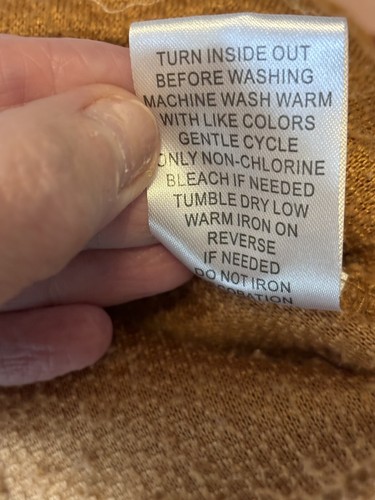 TURN INSIDE OUT
BEFORE WASHING
MACHINE WASH WARM
WITH LIKE COLORS
GENTLE CYCLE
ONLY NON-CHLORINE
BLEACH IF NEEDED
TUMBLE DRY LOW
WARM IRON ON
REVERSE
IF NEEDED
DO NOT IRON